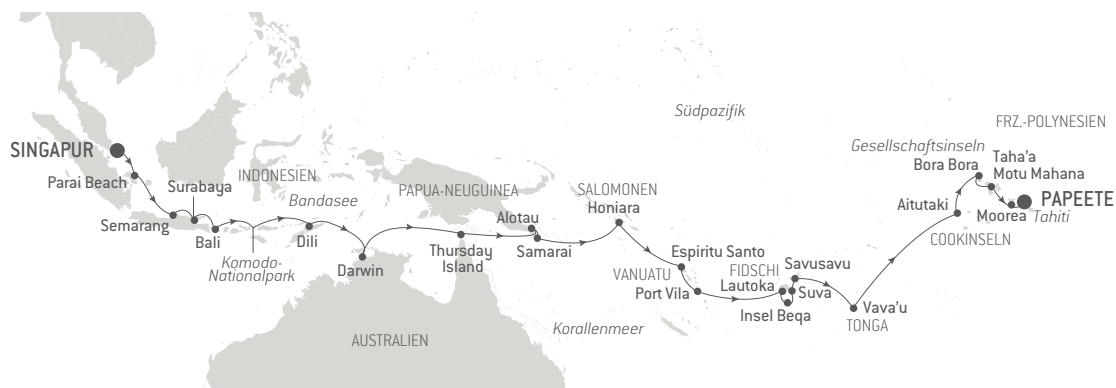 SINGAPUR
Parai Beach
Semarang
Surabaya
Bali
INDONESIEN
Komodo-
Nationalpark
Bandasee
Dili
Darwin
AUSTRALIEN
PAPUA-NEUGUINEA
Thursday
Island
Alotau
Samarai
Korallenmeer
SALOMONEN
Honiara
Südpazifik
Espiritu Santo
VANUATU
Port Vila
FIDSCHI
Lautoka
Insel Beqa
Suva
Savusavu
Vava'u
TONGA
Aitutaki
COOKINSELN
FRZ.-POLYNESIEN
Gesellschaftsinseln
Bora Bora
Taha'a
Motu Mahana
Moorea
PAPEETE
Tahiti